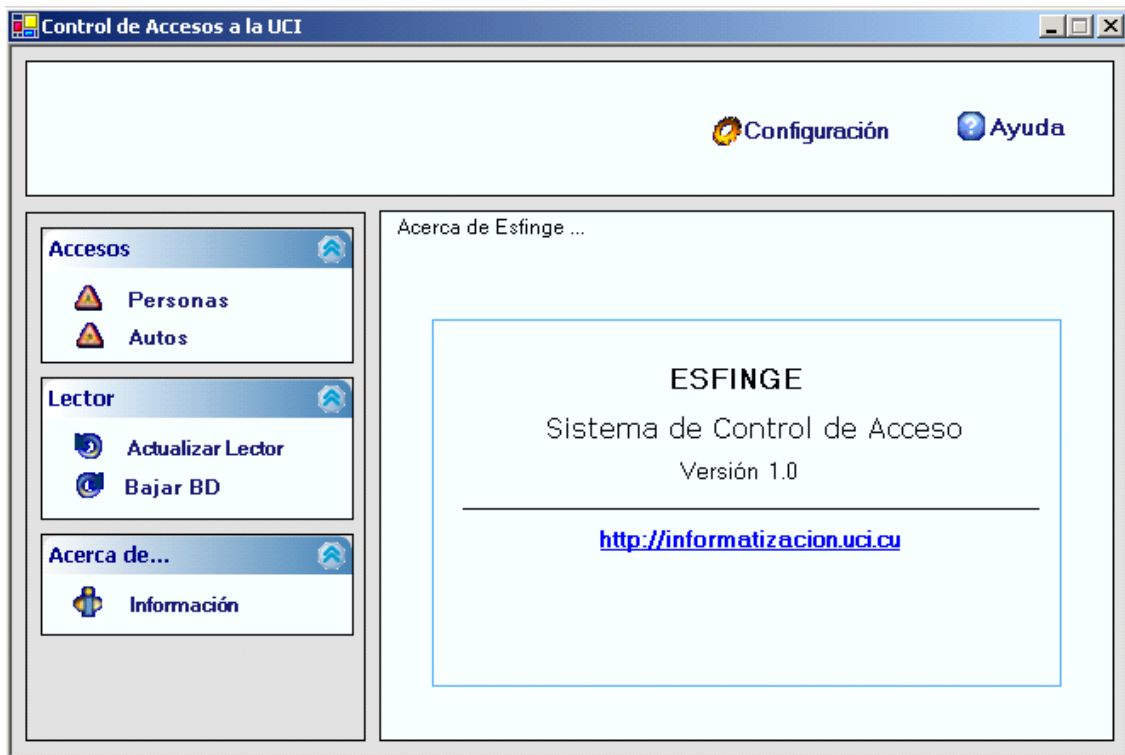 Control de Accesos a la UCI
Configuración
Ayuda
Accesos
Personas
Autos
Lector
Actualizar Lector
Bajar BD
Acerca de...
Información
Acerca de Esfinge ...
ESFINGE
Sistema de Control de Acceso
Versión 1.0
http://informatizacion.uci.cu